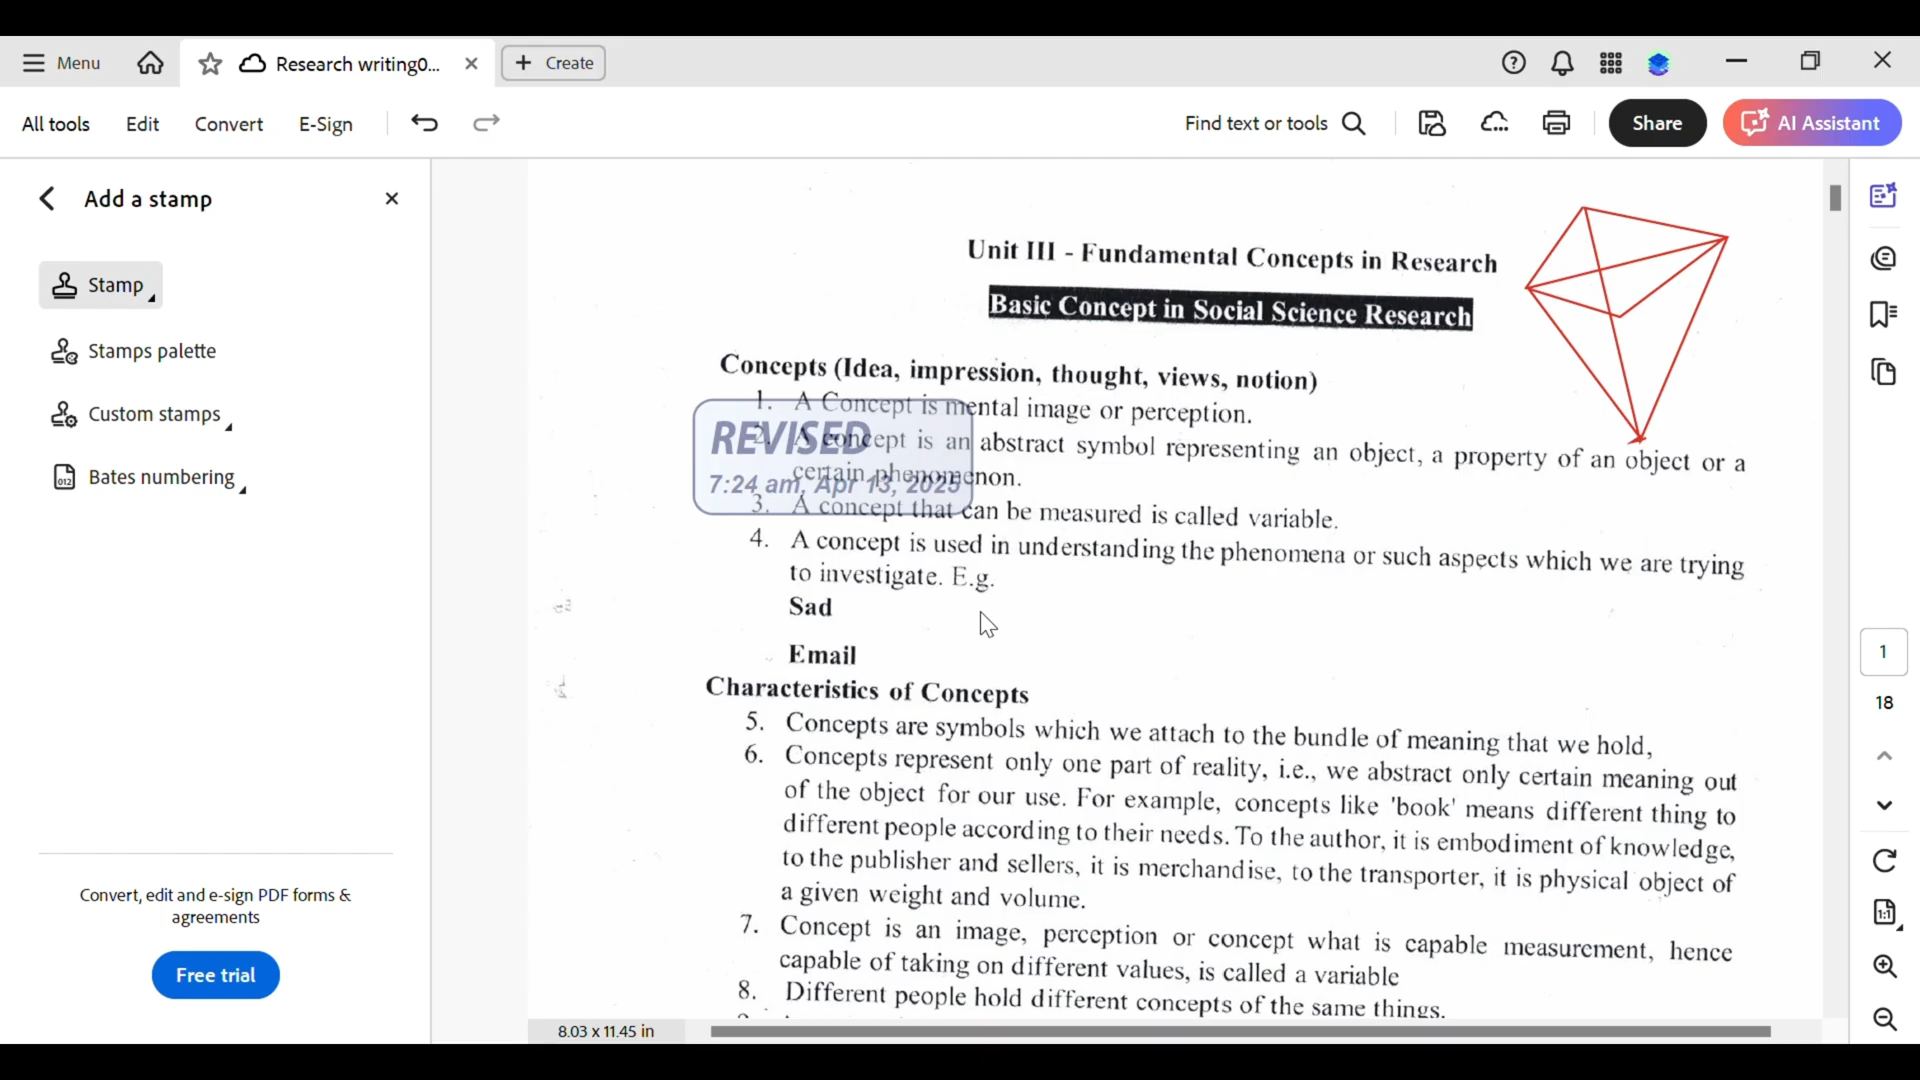 Menu
Research writing0...
Create
All tools
Edit
Convert
E-Sign
Find text or tools
Share
AI Assistant
Add a stamp
Stamp
Stamps palette
Custom stamps
012
Bates numbering
Convert, edit and e-sign PDF forms &
agreements
Free trial
Unit III - Fundamental Concepts in Research
Basic Concept in Social Science Research
Concepts (Idea, impression, thought, views, notion)
1. A Concept is mental image or perception.
2. A concept is an abstract symbol representing an object, a property of an object or a
certain phenomenon.
3. A concept that can be measured is called variable.
4. A concept is used in understanding the phenomena or such aspects which we are trying
to investigate. E.g.
Sad
Email
REVISED
7:24 am, Apr 13, 2025
Characteristics of Concepts
5. Concepts are symbols which we attach to the bundle of meaning that we hold,
6. Concepts represent only one part of reality, i.e., we abstract only certain meaning out
of the object for our use. For example, concepts like 'book' means different thing to
different people according to their needs. To the author, it is embodiment of knowledge,
to the publisher and sellers, it is merchandise, to the transporter, it is physical object of
a given weight and volume.
7. Concept is an image, perception or concept what is capable measurement, hence
capable of taking on different values, is called a variable
8. Different people hold different concepts of the same things.
8.03 x 11.45 in
1
18
1:1